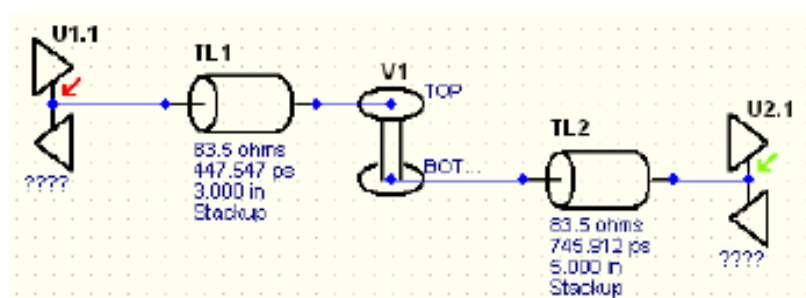 U1.1
TL1
83.5 ohms
447.547 ps
3.000 in
Stackup
????
V1
TOP
BOT...
TL2
83.5 ohms
745.912 ps
5.000 in
Stackup
U2.1
????